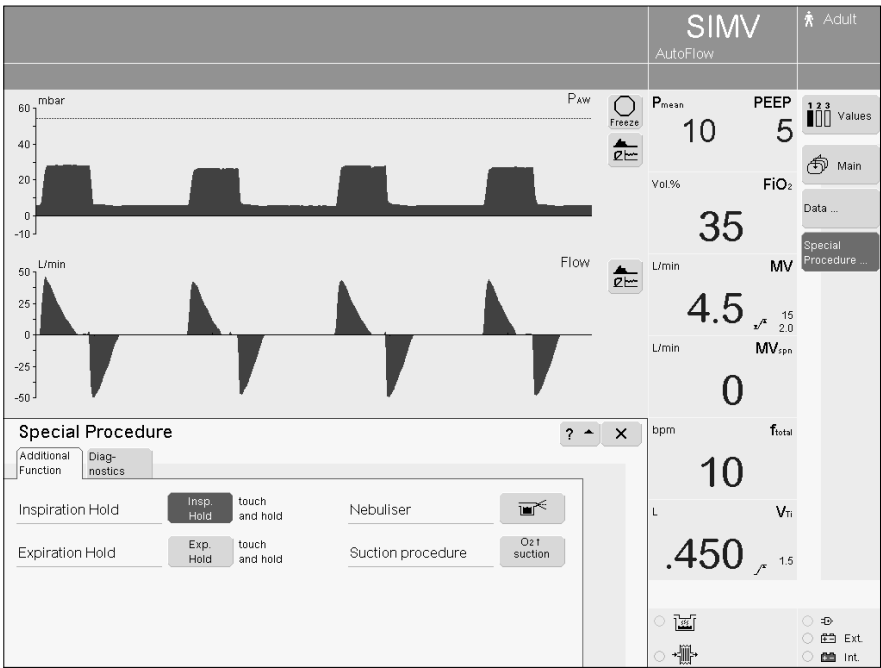 SIMV
AutoFlow
Adult
mbar
PAW
60
40
20
0
-10
Freeze
L/min
Flow
50
25
0
-25
-50
Pmean PEEP
10 5
Vol.% FiO2
35
L/min MV
4.5 15
2.0
L/min MVspn
0
bpm ftotal
10
L VTi
.450 1.5
1 2 3
Values
Main
Data ...
Special
Procedure ...
Special Procedure ?
Additional
Function
Diag-
nostics
Inspiration Hold
Insp.
Hold
touch
and hold
Nebuliser
Expiration Hold
Exp.
Hold
touch
and hold
Suction procedure
O2↑
suction
Ext.
Int.